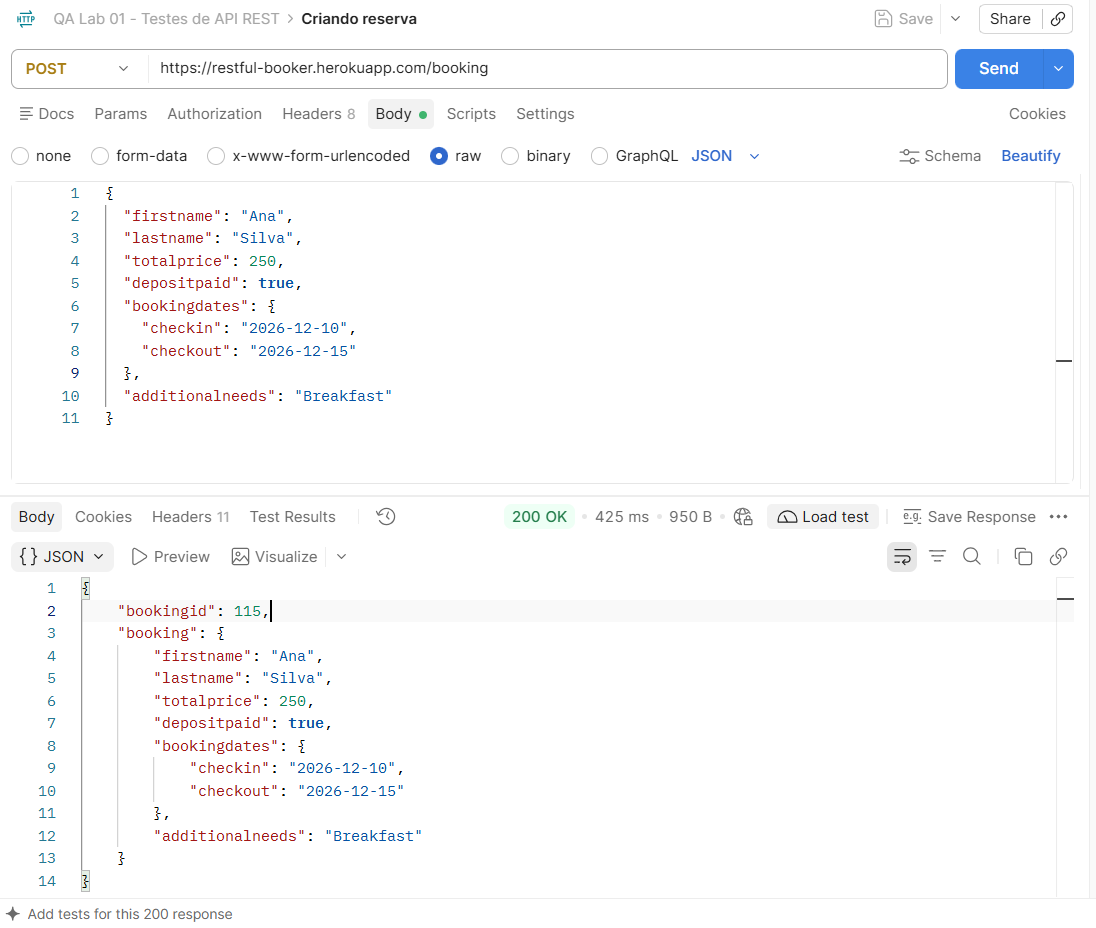 HTTP QA Lab 01 - Testes de API REST > Criando reserva Save Share
POST https://restful-booker.herokuapp.com/booking Send
Docs Params Authorization Headers 8 Body Scripts Settings Cookies
none form-data x-www-form-urlencoded raw binary GraphQL JSON Schema Beautify
1 {
2 "firstname": "Ana",
3 "lastname": "Silva",
4 "totalprice": 250,
5 "depositpaid": true,
6 "bookingdates": {
7 "checkin": "2026-12-10",
8 "checkout": "2026-12-15"
9 },
10 "additionalneeds": "Breakfast"
11 }
Body Cookies Headers 11 Test Results 200 OK • 425 ms • 950 B • Load test e.g. Save Response •••
{} JSON Preview Visualize
1 {
2 "bookingid": 115,
3 "booking": {
4 "firstname": "Ana",
5 "lastname": "Silva",
6 "totalprice": 250,
7 "depositpaid": true,
8 "bookingdates": {
9 "checkin": "2026-12-10",
10 "checkout": "2026-12-15"
11 },
12 "additionalneeds": "Breakfast"
13 }
14 }
Add tests for this 200 response